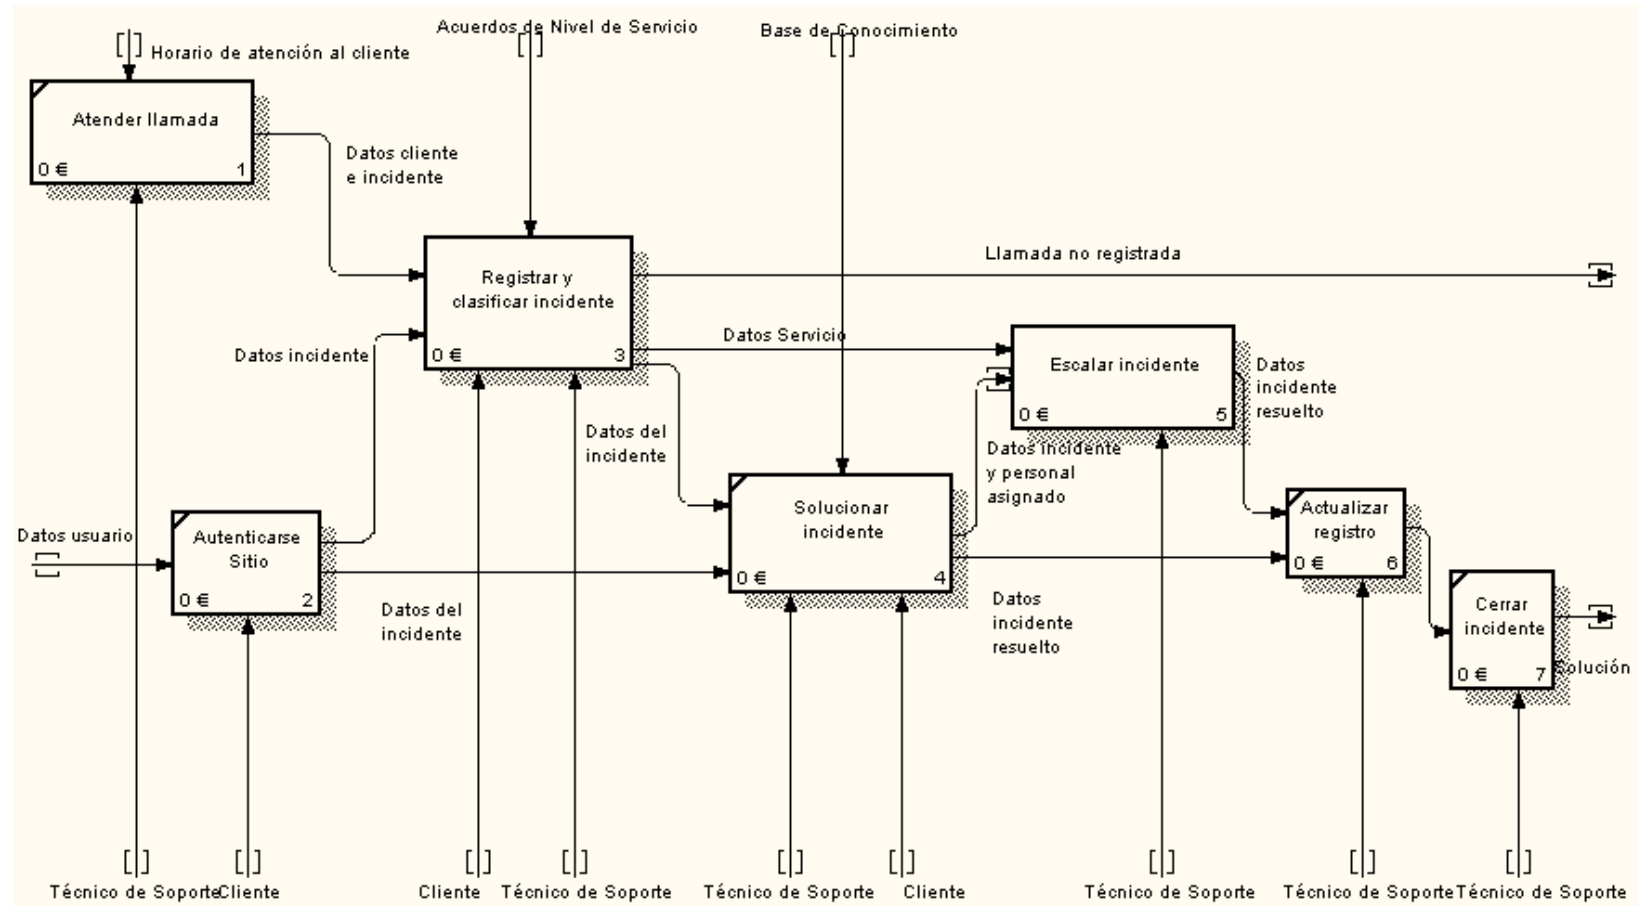 Acuerdos de Nivel de Servicio
Base de Conocimiento
Horario de atención al cliente
Atender llamada
0 €
1
Datos cliente
e incidente
Llamada no registrada
Registrar y
clasificar incidente
0 €
3
Datos incidente
Datos Servicio
Escalar incidente
0 €
5
Datos
incidente
resuelto
Datos del
incidente
Datos incidente
y personal
asignado
Datos usuario
Autenticarse
Sitio
0 €
2
Solucionar
incidente
0 €
4
Actualizar
registro
0 €
6
Datos del
incidente
Datos
incidente
resuelto
Cerrar
incidente
0 €
7
Solución
Técnico de Soporte
Cliente
Cliente
Técnico de Soporte
Técnico de Soporte
Cliente
Técnico de Soporte
Técnico de Soporte
Técnico de Soporte